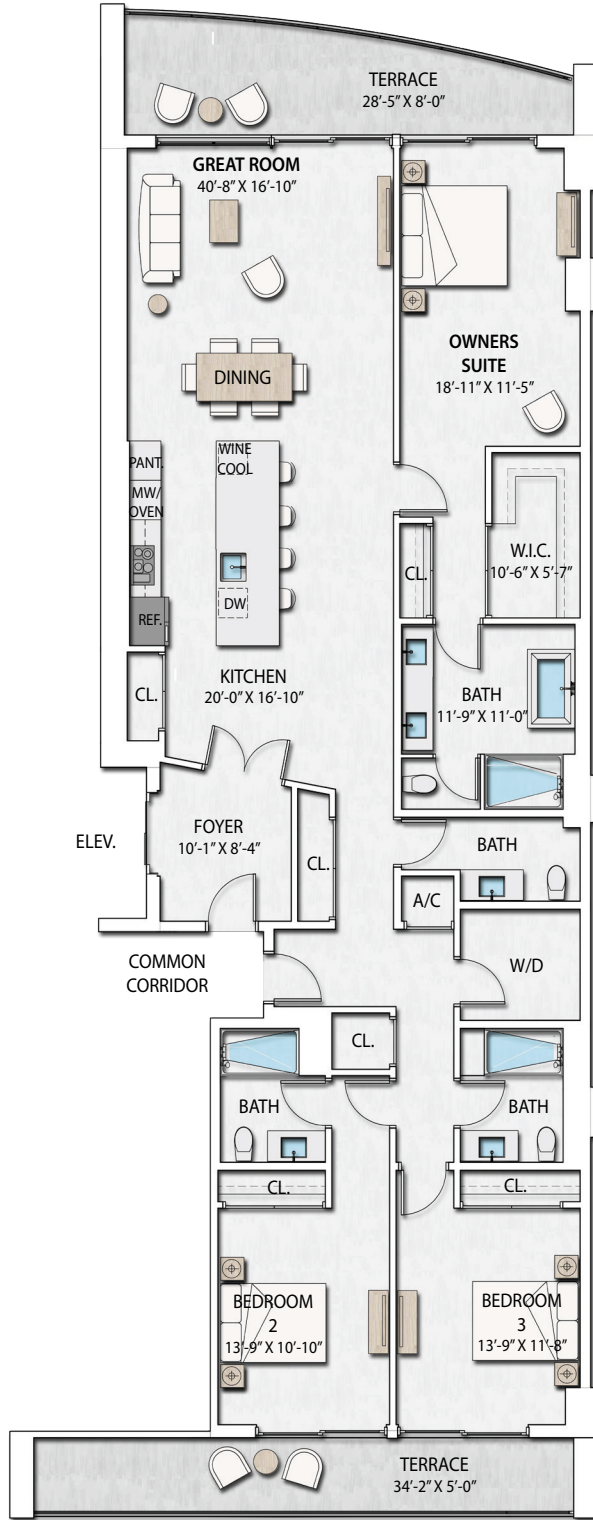 TERRACE
28'-5" X 8'-0"
GREAT ROOM
40'-8" X 16'-10"
OWNERS
SUITE
18'-11" X 11'-5"
DINING
WINE
COOL
PANT.
MW/
OVEN
DW
REF.
CL.
W.I.C.
10'-6" X 5'-7"
CL.
KITCHEN
20'-0" X 16'-10"
BATH
11'-9" X 11'-0"
ELEV.
FOYER
10'-1" X 8'-4"
CL.
BATH
A/C
W/D
COMMON
CORRIDOR
CL.
BATH
BATH
CL.
CL.
BEDROOM
2
13'-9" X 10'-10"
BEDROOM
3
13'-9" X 11'-8"
TERRACE
34'-2" X 5'-0"